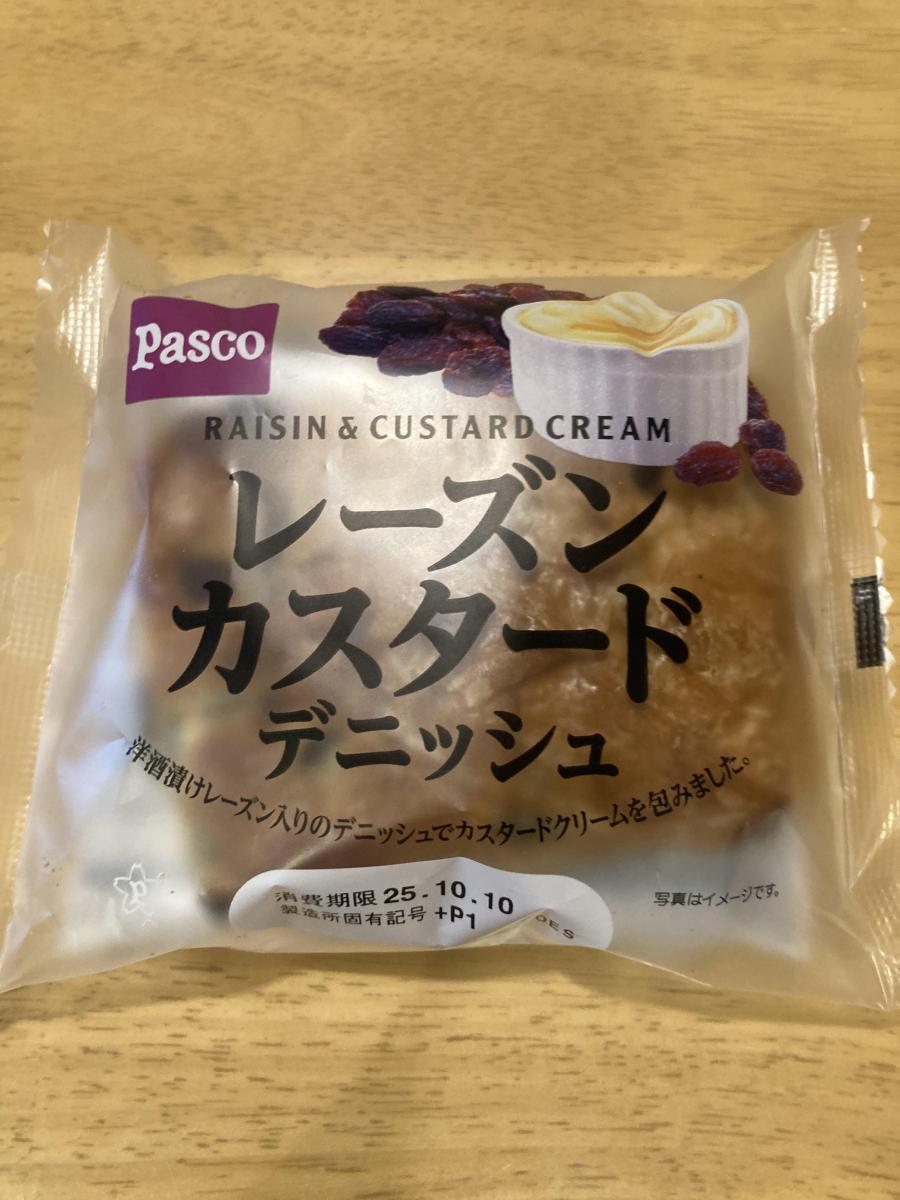 Pasco
RAISIN & CUSTARD CREAM
レーズン
カスタード
デニッシュ
洋酒漬けレーズン入りのデニッシュでカスタードクリームを包みました。
消費期限 25.10.10
製造所固有記号 +P1
写真はイメージです。